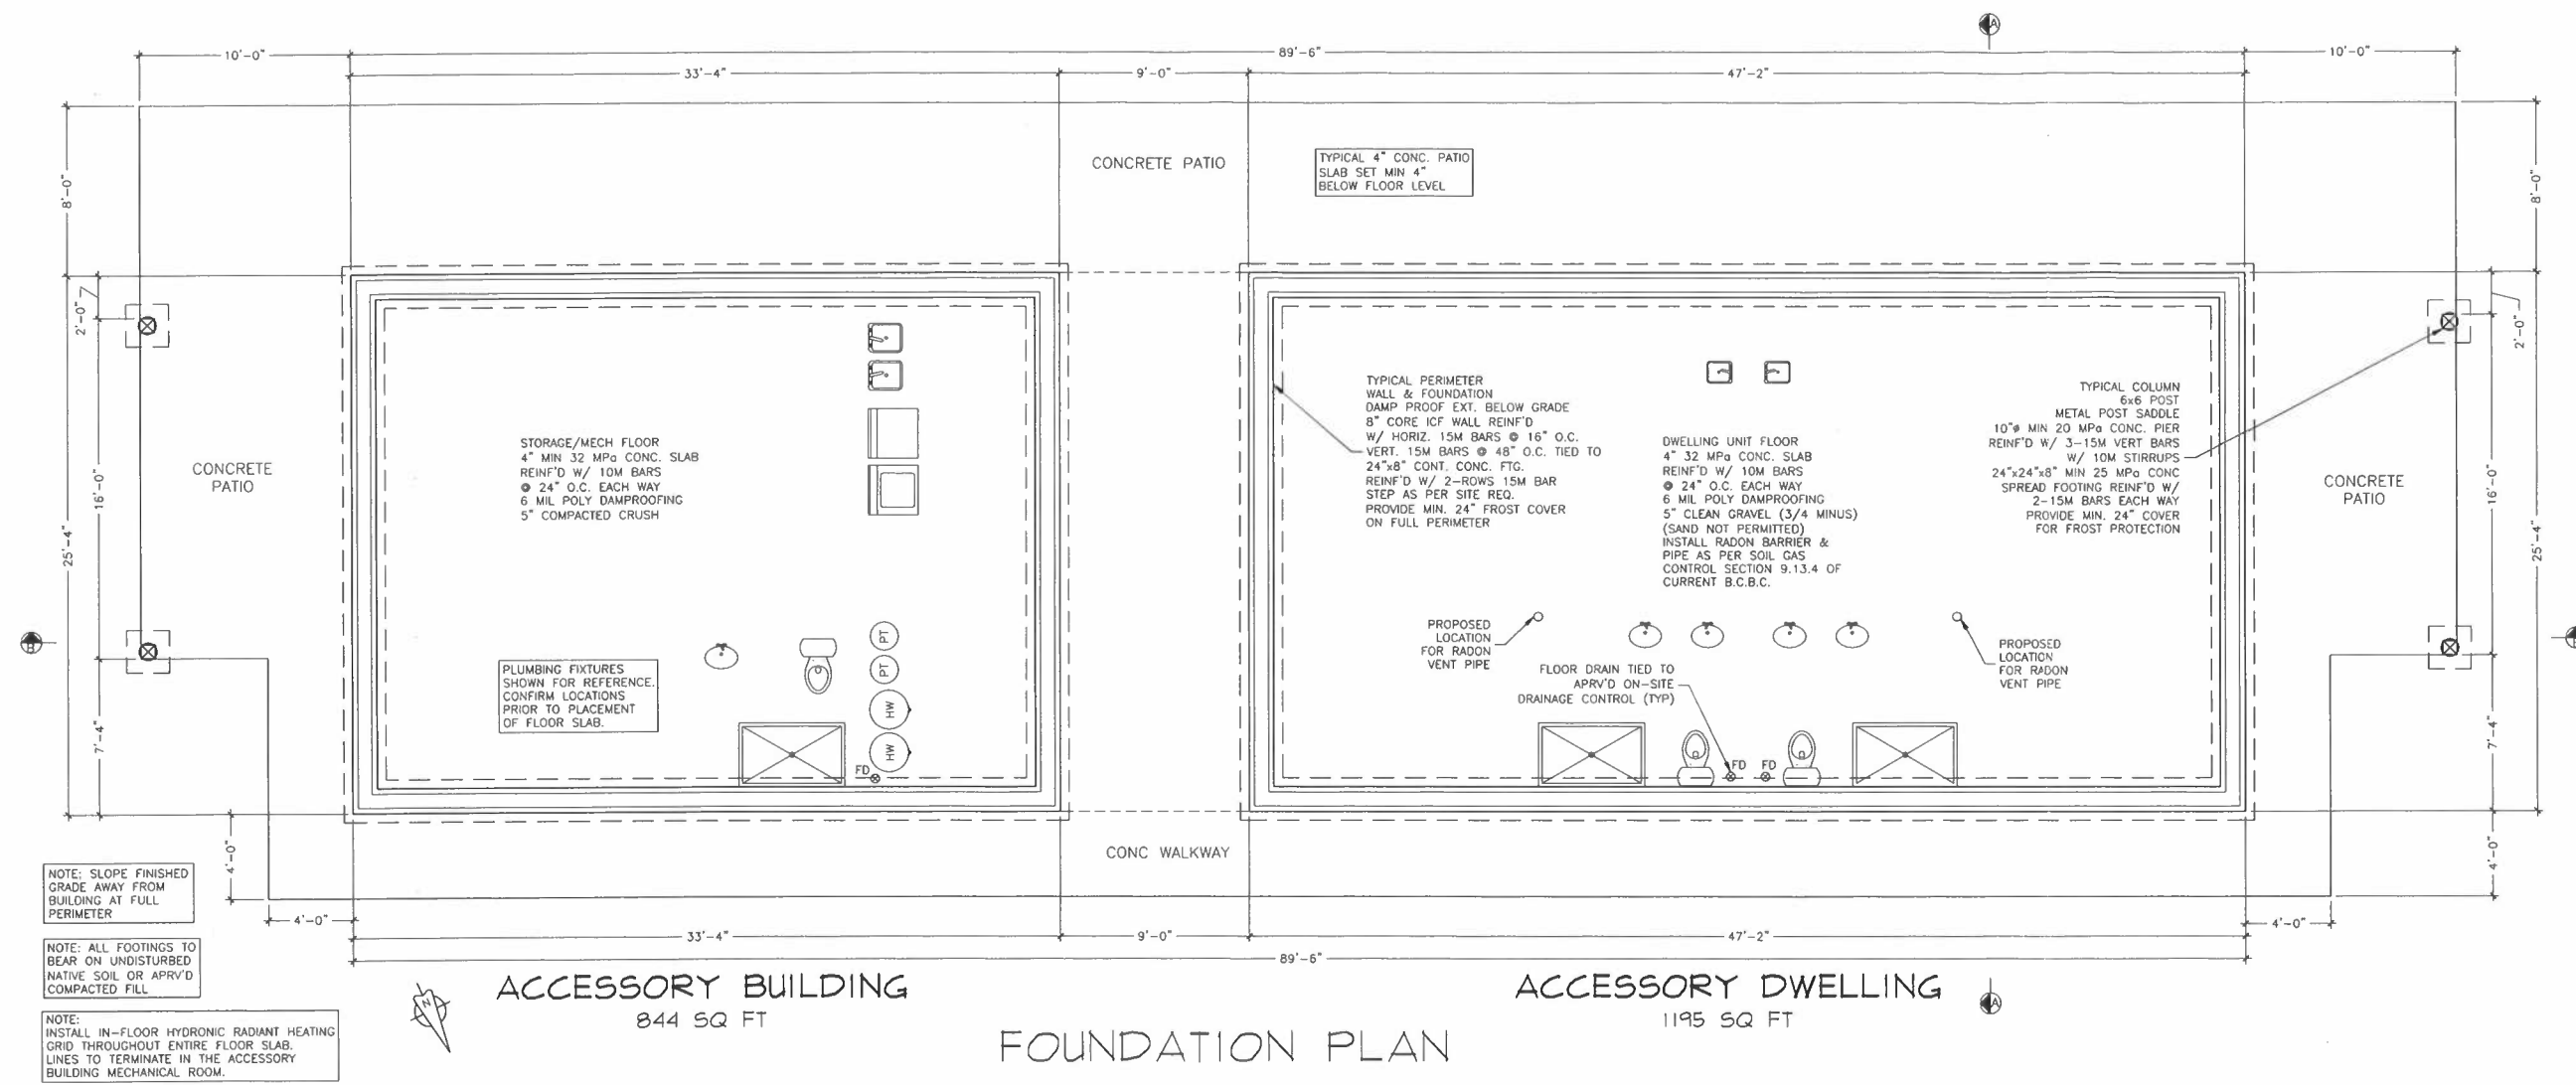 A
10'-0"
89'-6"
10'-0"
33'-4"
9'-0"
47'-2"
CONCRETE PATIO
TYPICAL 4" CONC. PATIO
SLAB SET MIN 4"
BELOW FLOOR LEVEL
8'-0"
8'-0"
2'-0"
2'-0"
16'-0"
16'-0"
25'-4"
25'-4"
7'-4"
7'-4"
4'-0"
4'-0"
CONCRETE
PATIO
STORAGE/MECH FLOOR
4" MIN 32 MPa CONC. SLAB
REINF'D W/ 10M BARS
@ 24" O.C. EACH WAY
6 MIL POLY DAMPROOFING
5" COMPACTED CRUSH
TYPICAL PERIMETER
WALL & FOUNDATION
DAMP PROOF EXT. BELOW GRADE
8" CORE ICF WALL REINF'D
W/ HORIZ. 15M BARS @ 16" O.C.
VERT. 15M BARS @ 48" O.C. TIED TO
24"x8" CONT. CONC. FTG.
REINF'D W/ 2-ROWS 15M BAR
STEP AS PER SITE REQ.
PROVIDE MIN. 24" FROST COVER
ON FULL PERIMETER
DWELLING UNIT FLOOR
4" 32 MPa CONC. SLAB
REINF'D W/ 10M BARS
@ 24" O.C. EACH WAY
6 MIL POLY DAMPROOFING
5" CLEAN GRAVEL (3/4 MINUS)
(SAND NOT PERMITTED)
INSTALL RADON BARRIER &
PIPE AS PER SOIL GAS
CONTROL SECTION 9.13.4 OF
CURRENT B.C.B.C.
TYPICAL COLUMN
6x6 POST
METAL POST SADDLE
10"ø MIN 20 MPa CONC. PIER
REINF'D W/ 3-15M VERT BARS
W/ 10M STIRRUPS
24"x24"x8" MIN 25 MPa CONC
SPREAD FOOTING REINF'D W/
2-15M BARS EACH WAY
PROVIDE MIN. 24" COVER
FOR FROST PROTECTION
CONCRETE
PATIO
B
PLUMBING FIXTURES
SHOWN FOR REFERENCE.
CONFIRM LOCATIONS
PRIOR TO PLACEMENT
OF FLOOR SLAB.
PT
PT
HW
HW
FD
PROPOSED
LOCATION
FOR RADON
VENT PIPE
FLOOR DRAIN TIED TO
APRV'D ON-SITE
DRAINAGE CONTROL (TYP)
FD
FD
PROPOSED
LOCATION
FOR RADON
VENT PIPE
CONC WALKWAY
NOTE: SLOPE FINISHED
GRADE AWAY FROM
BUILDING AT FULL
PERIMETER
4'-0"
33'-4"
9'-0"
47'-2"
4'-0"
89'-6"
NOTE: ALL FOOTINGS TO
BEAR ON UNDISTURBED
NATIVE SOIL OR APRV'D
COMPACTED FILL
NOTE:
INSTALL IN-FLOOR HYDRONIC RADIANT HEATING
GRID THROUGHOUT ENTIRE FLOOR SLAB.
LINES TO TERMINATE IN THE ACCESSORY
BUILDING MECHANICAL ROOM.
N
ACCESSORY BUILDING
844 SQ FT
ACCESSORY DWELLING
1195 SQ FT
A
FOUNDATION PLAN